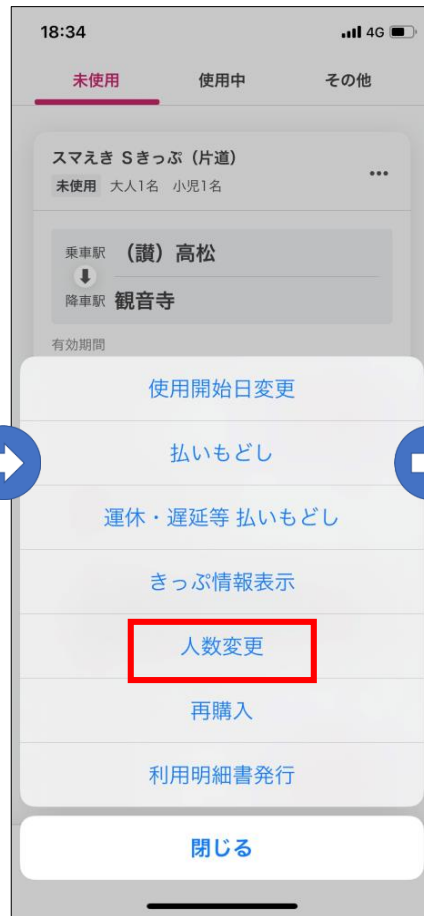 18:34 4G
未使用 使用中 その他
スマえき Sきっぷ（片道）
未使用 大人1名 小児1名
乗車駅 （讃）高松
降車駅 観音寺
有効期間
使用開始日変更
払いもどし
運休・遅延等 払いもどし
きっぷ情報表示
人数変更
再購入
利用明細書発行
閉じる